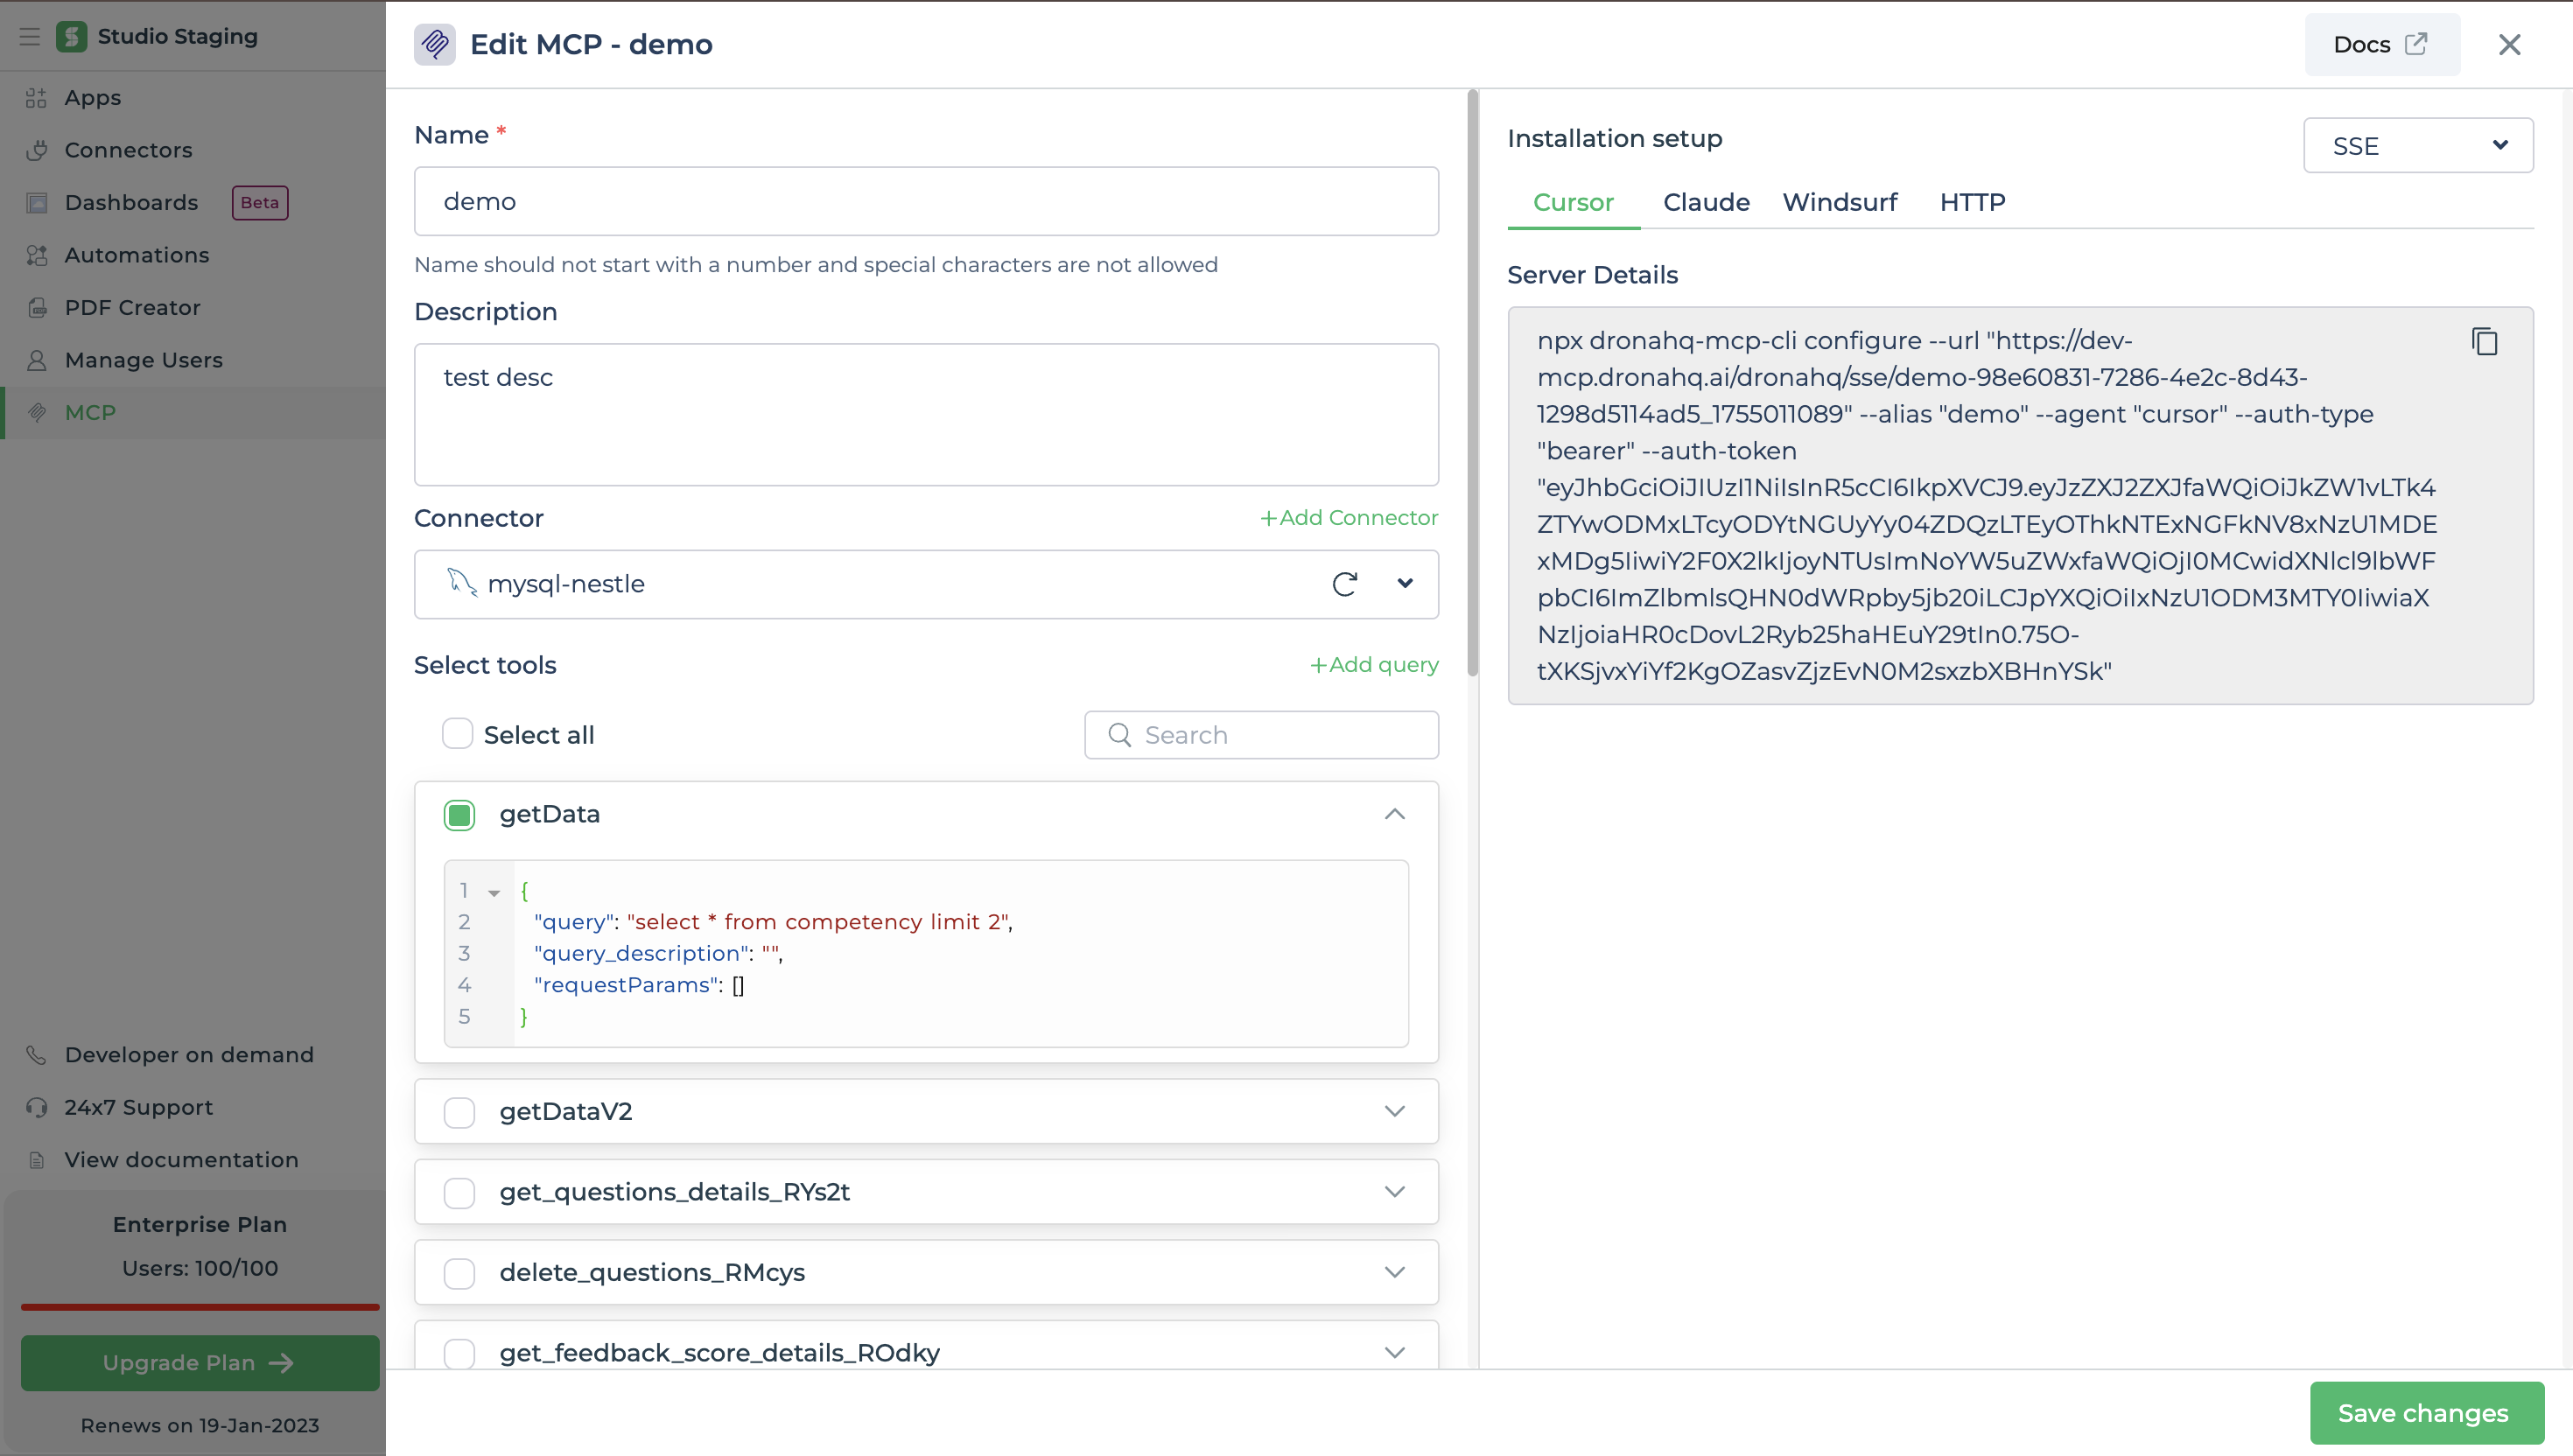 Studio Staging
Apps
Connectors
Dashboards Beta
Automations
PDF Creator
Manage Users
MCP
Developer on demand
24x7 Support
View documentation
Enterprise Plan
Users: 100/100
Upgrade Plan
Renews on 19-Jan-2023
Edit MCP - demo
Docs
Name *
demo
Name should not start with a number and special characters are not allowed
Description
test desc
Connector
+Add Connector
mysql-nestle
Select tools
+Add query
Select all
Search
getData
1 {
2 "query": "select * from competency limit 2",
3 "query_description": "",
4 "requestParams": []
5 }
getDataV2
get_questions_details_RYs2t
delete_questions_RMcys
get_feedback_score_details_ROdky
Installation setup
SSE
Cursor Claude Windsurf HTTP
Server Details
npx dronahq-mcp-cli configure --url "https://dev-
mcp.dronahq.ai/dronahq/sse/demo-98e60831-7286-4e2c-8d43-
1298d5114ad5_1755011089" --alias "demo" --agent "cursor" --auth-type
"bearer" --auth-token
"eyJhbGciOiJIUzI1NiIsInR5cCI6IkpXVCJ9.eyJzZXJ2ZXJfaWQiOiJkZW1vLTk4
ZTYwODMxLTcyODYtNGUyYy04ZDQzLTEyOThkNTExNGFkNV8xNzU1MDE
xMDg5IiwiY2F0X2lkIjoyNTUsImNoYW5uZWxfaWQiOjI0MCwidXNlcl9lbWF
pbCI6ImZlbmlsQHN0dWRpby5jb20iLCJpYXQiOiIxNzU1ODM3MTY0IiwiaX
NzIjoiaHR0cDovL2Ryb25haHEuY29tIn0.75O-
tXKSjvxYiYf2KgOZasvZjzEvN0M2sxzbXBHnYSk"
Save changes